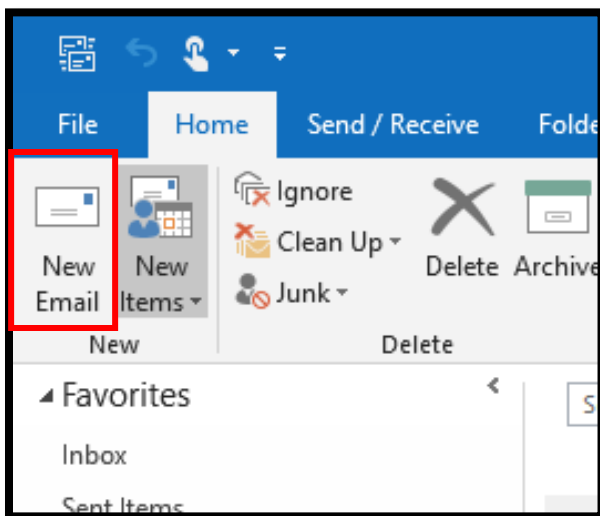 File Home Send / Receive Folde
Ignore
Clean Up
Junk
New Email
New Items
Delete
Archive
New
Delete
Favorites
S
Inbox
Sent Items